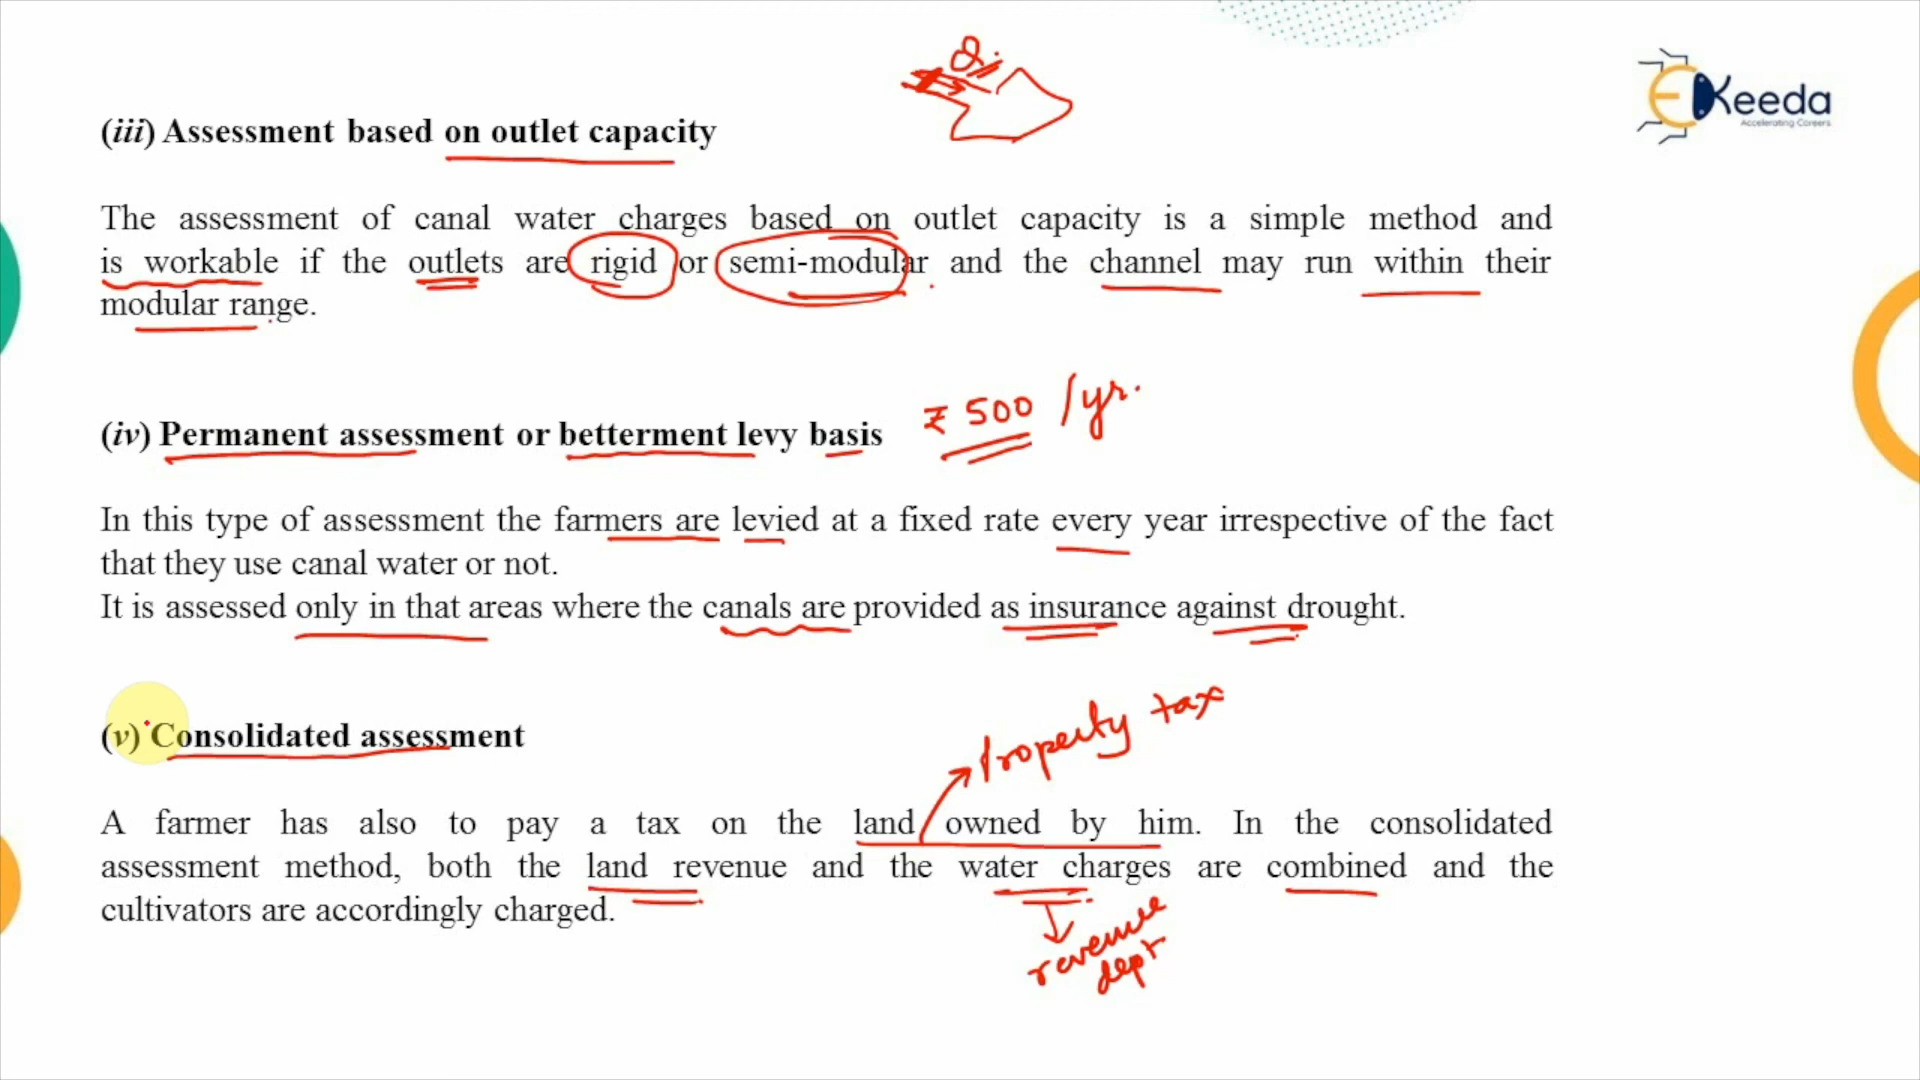 Q
Keeda
Accelerating Careers
(iii) Assessment based on outlet capacity
The assessment of canal water charges based on outlet capacity is a simple method and
is workable if the outlets are rigid or semi-modular and the channel may run within their
modular range.
₹ 500 /yr.
(iv) Permanent assessment or betterment levy basis
In this type of assessment the farmers are levied at a fixed rate every year irrespective of the fact
that they use canal water or not.
It is assessed only in that areas where the canals are provided as insurance against drought.
Property tax
(v) Consolidated assessment
A farmer has also to pay a tax on the land owned by him. In the consolidated
assessment method, both the land revenue and the water charges are combined and the
cultivators are accordingly charged.
revenue
dept